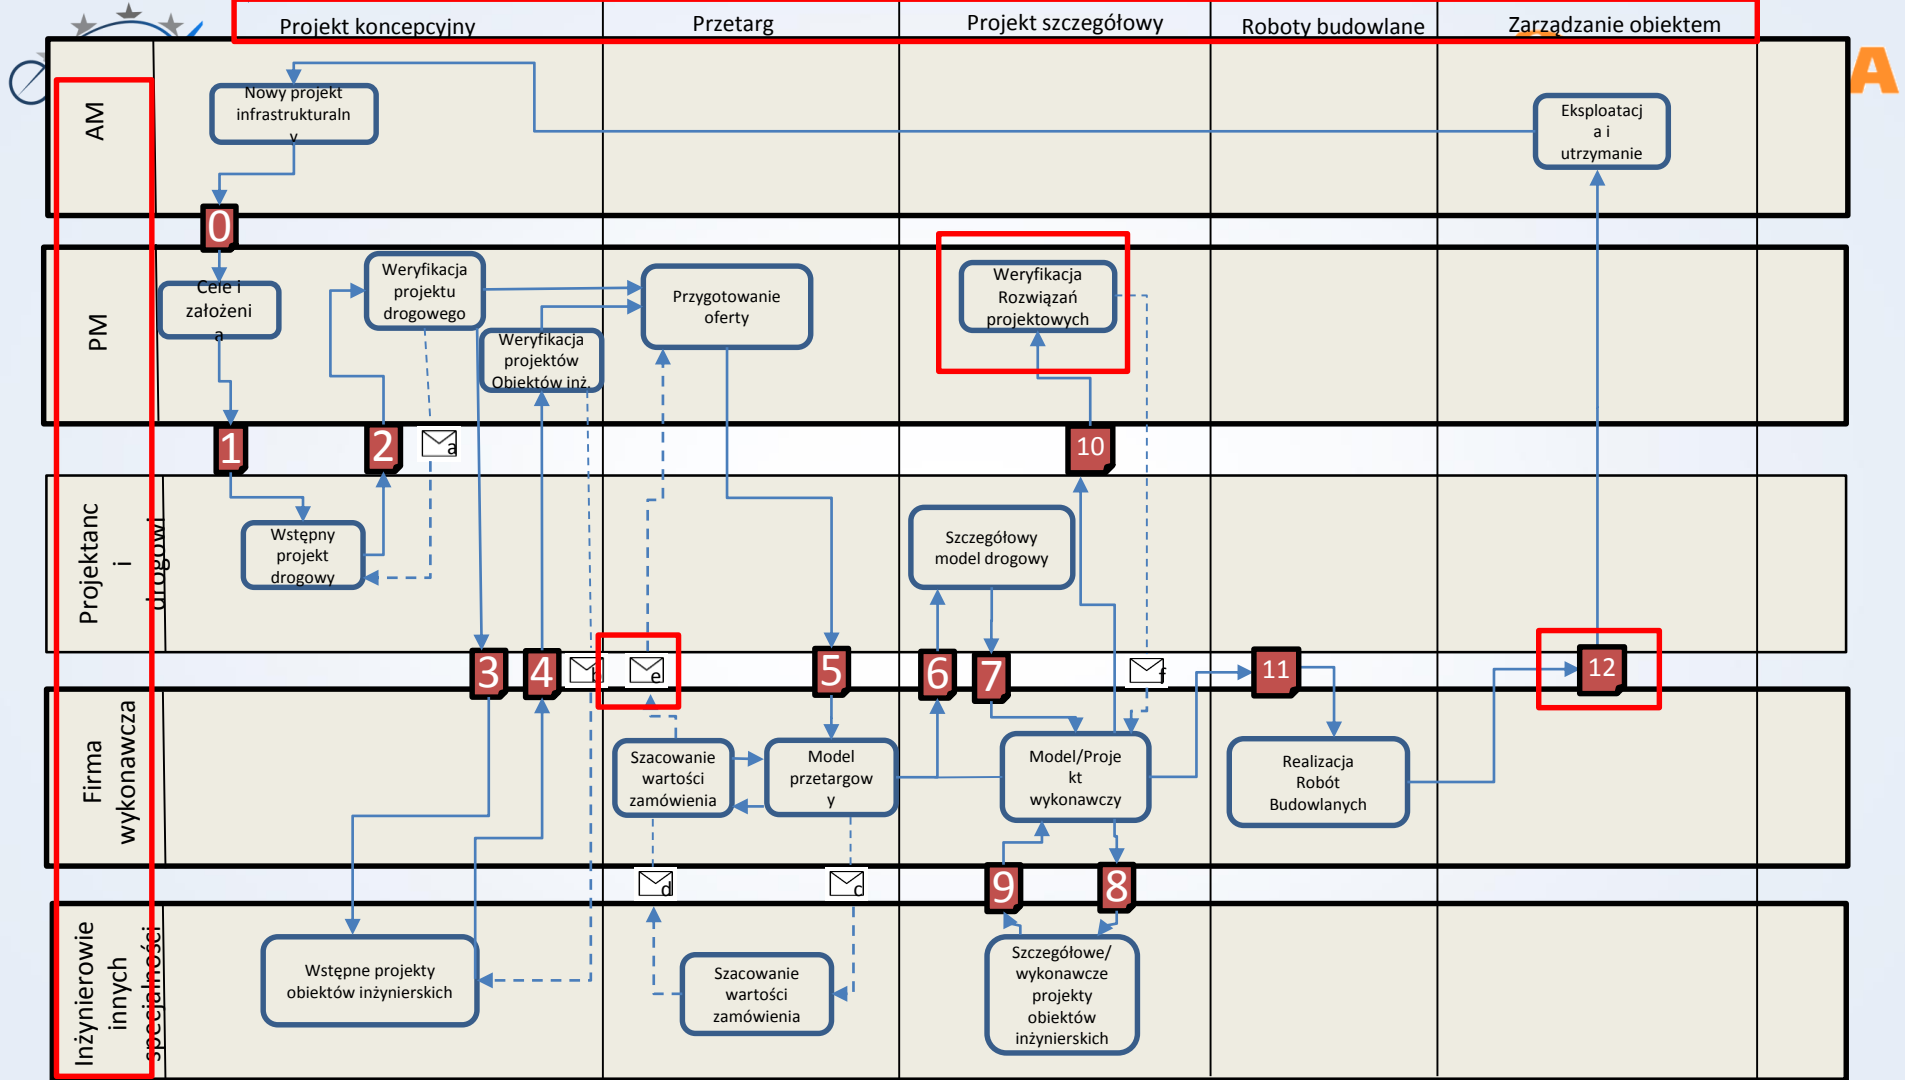 Projekt koncepcyjny
Przetarg
Projekt szczegółowy
Roboty budowlane
Zarządzanie obiektem
A
AM
Nowy projekt
infrastrukturaln
y
Eksploatacj
a i
utrzymanie
0
PM
Cele i
założeni
a
Weryfikacja
projektu
drogowego
Weryfikacja
projektów
Obiektów inż.
Przygotowanie
oferty
Weryfikacja
Rozwiązań
projektowych
1
2
a
10
Projektanc
i
drogowi
Wstępny
projekt
drogowy
Szczegółowy
model drogowy
3
4
b
e
5
6
7
f
11
12
Firma
wykonawcza
Szacowanie
wartości
zamówienia
Model
przetargow
y
Model/Proje
kt
wykonawczy
Realizacja
Robót
Budowlanych
d
c
9
8
Inżynierowie
innych
specjalności
Wstępne projekty
obiektów inżynierskich
Szacowanie
wartości
zamówienia
Szczegółowe/
wykonawcze
projekty
obiektów
inżynierskich